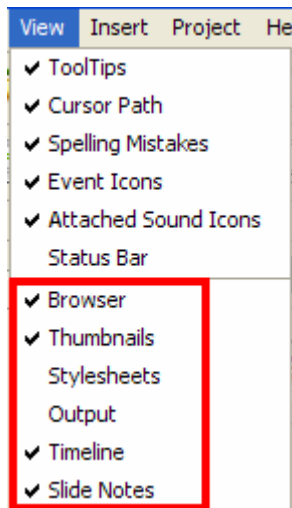 View Insert Project He
ToolTips
Cursor Path
Spelling Mistakes
Event Icons
Attached Sound Icons
Status Bar
Browser
Thumbnails
Stylesheets
Output
Timeline
Slide Notes